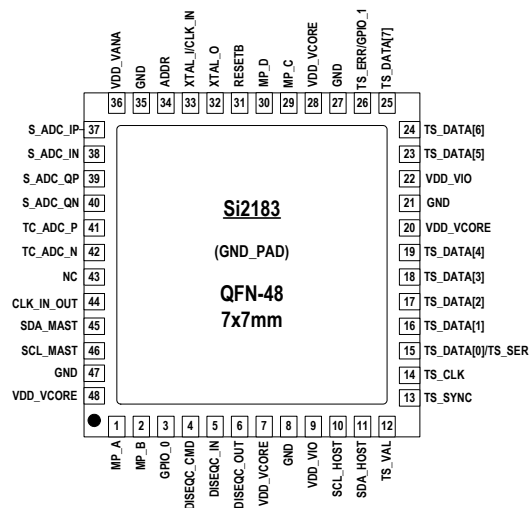 VDD_VANA
GND
ADDR
XTAL_I/CLK_IN
XTAL_O
RESETB
MP_D
MP_C
VDD_VCORE
GND
TS_ERR/GPIO_1
TS_DATA[7]
36 35 34 33 32 31 30 29 28 27 26 25
S_ADC_IP 37
S_ADC_IN 38
S_ADC_QP 39
S_ADC_QN 40
TC_ADC_P 41
TC_ADC_N 42
NC 43
CLK_IN_OUT 44
SDA_MAST 45
SCL_MAST 46
GND 47
VDD_VCORE 48
Si2183
(GND_PAD)
QFN-48
7x7mm
24 TS_DATA[6]
23 TS_DATA[5]
22 VDD_VIO
21 GND
20 VDD_VCORE
19 TS_DATA[4]
18 TS_DATA[3]
17 TS_DATA[2]
16 TS_DATA[1]
15 TS_DATA[0]/TS_SER
14 TS_CLK
13 TS_SYNC
1 2 3 4 5 6 7 8 9 10 11 12
MP_A
MP_B
GPIO_0
DISEQC_CMD
DISEQC_IN
DISEQC_OUT
VDD_VCORE
GND
VDD_VIO
SCL_HOST
SDA_HOST
TS_VAL